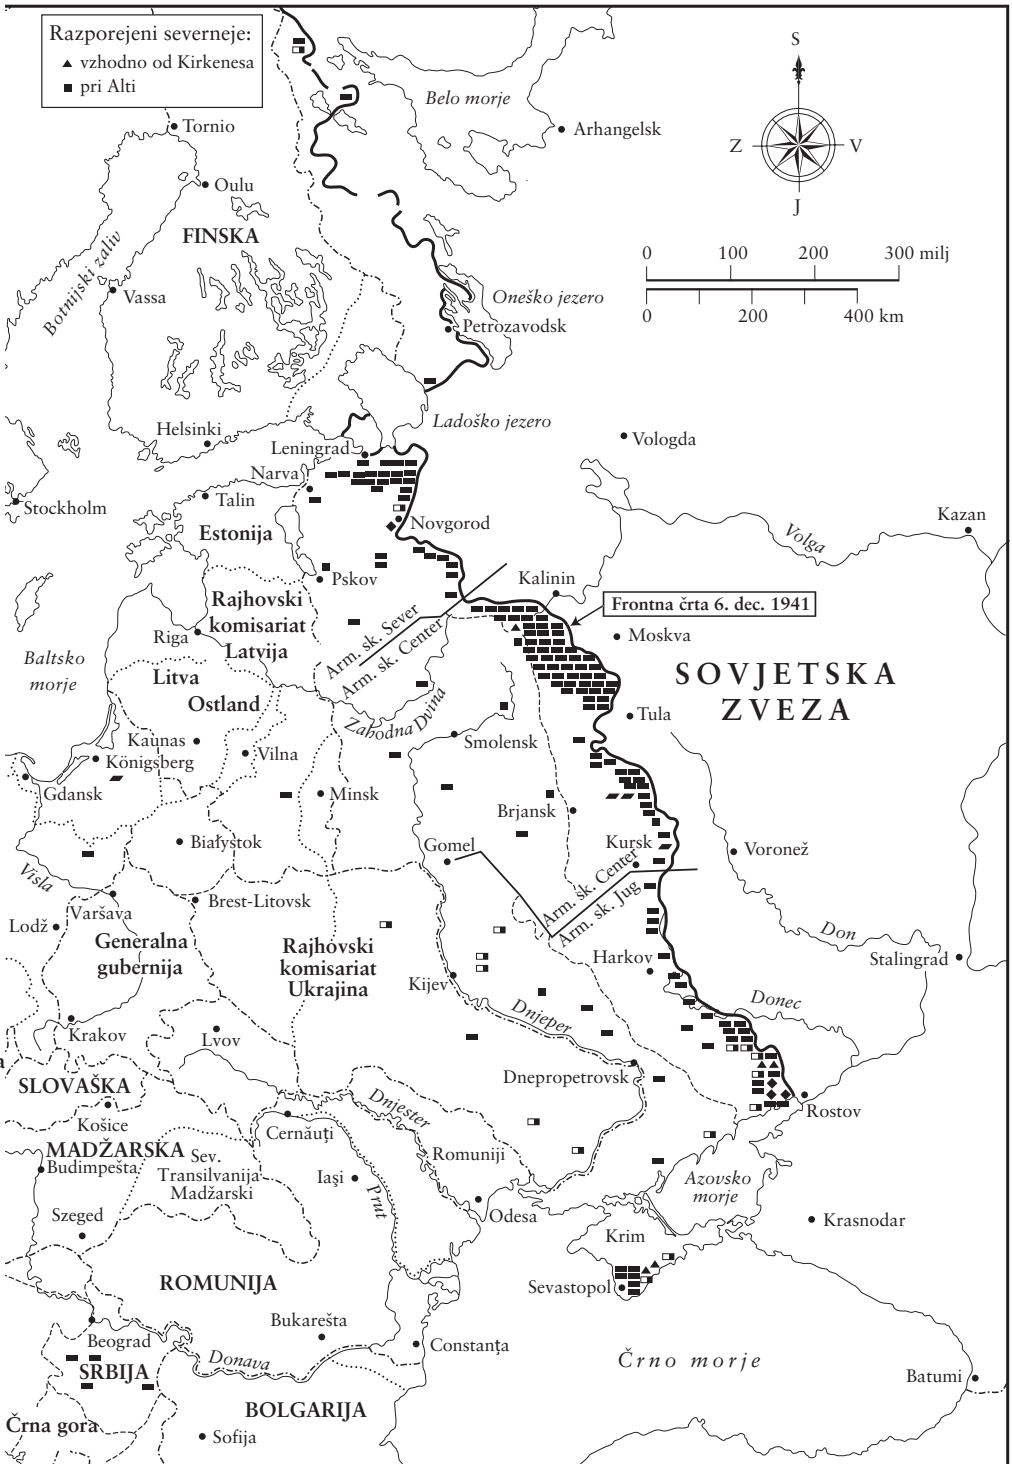 Razporejeni severneje:
vzhodno od Kirkenesa
pri Alti
S
Z
V
J
Belo morje
Arhangelsk
Tornio
Oulu
FINSKA
0 100 200 300 milj
0 200 400 km
Botnijski zaliv
Vassa
Oneško jezero
Petrozavodsk
Ladoško jezero
Helsinki
Leningrad
Vologda
Narva
Talin
Stockholm
Novgorod
Estonija
Volga
Kazan
Pskov
Kalinin
Rajhovski
komisariat
Latvija
Frontna črta 6. dec. 1941
Arm. sk. Sever
Arm. sk. Center
Riga
Moskva
Baltsko
morje
Litva
SOVJETSKA
ZVEZA
Ostland
Zahodna Dvina
Tula
Kaunas
Smolensk
Vilna
Königsberg
Gdansk
Minsk
Brjansk
Białystok
Gomel
Kursk
Voronež
Visla
Arm. sk. Center
Arm. sk. Jug
Brest-Litovsk
Varšava
Lodž
Generalna
gubernija
Rajhovski
komisariat
Ukrajina
Don
Stalingrad
Harkov
Kijev
Donec
Dnjeper
Krakov
Lvov
a
SLOVAŠKA
Dnepropetrovsk
Dnjester
Rostov
Košice
Cernăuți
MADŽARSKA
Sev.
Transilvanija
Madžarski
Romuniji
Budimpešta
Iași
Prut
Azovsko
morje
Szeged
Odesa
Krasnodar
Krim
ROMUNIJA
Sevastopol
Bukarešta
Beograd
Constanța
Donava
Črno morje
SRBIJA
Batumi
Črna gora
BOLGARIJA
Sofija